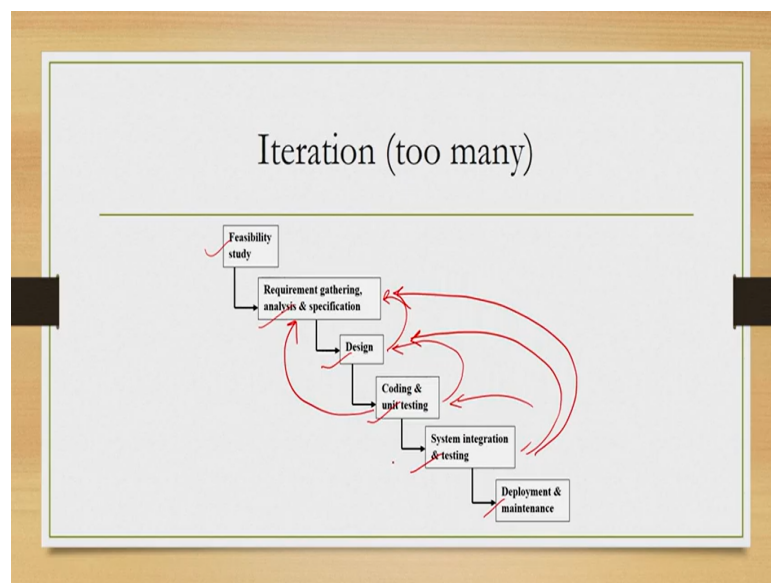 Iteration (too many)
Feasibility
study
Requirement gathering,
analysis & specification
Design
Coding &
unit testing
System integration
& testing
Deployment &
maintenance